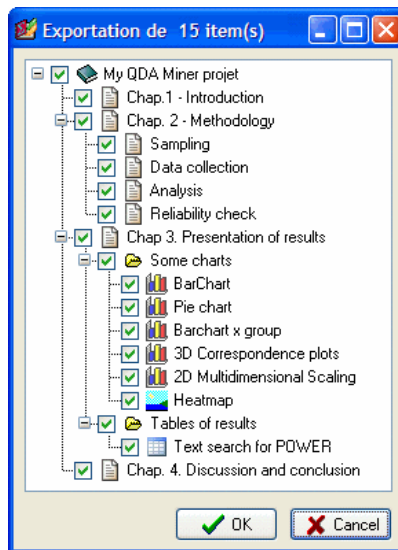 Exportation de 15 item(s)
My QDA Miner projet
Chap.1 - Introduction
Chap. 2 - Methodology
Sampling
Data collection
Analysis
Reliability check
Chap 3. Presentation of results
Some charts
BarChart
Pie chart
Barchart x group
3D Correspondence plots
2D Multidimensional Scaling
Heatmap
Tables of results
Text search for POWER
Chap. 4. Discussion and conclusion
OK Cancel